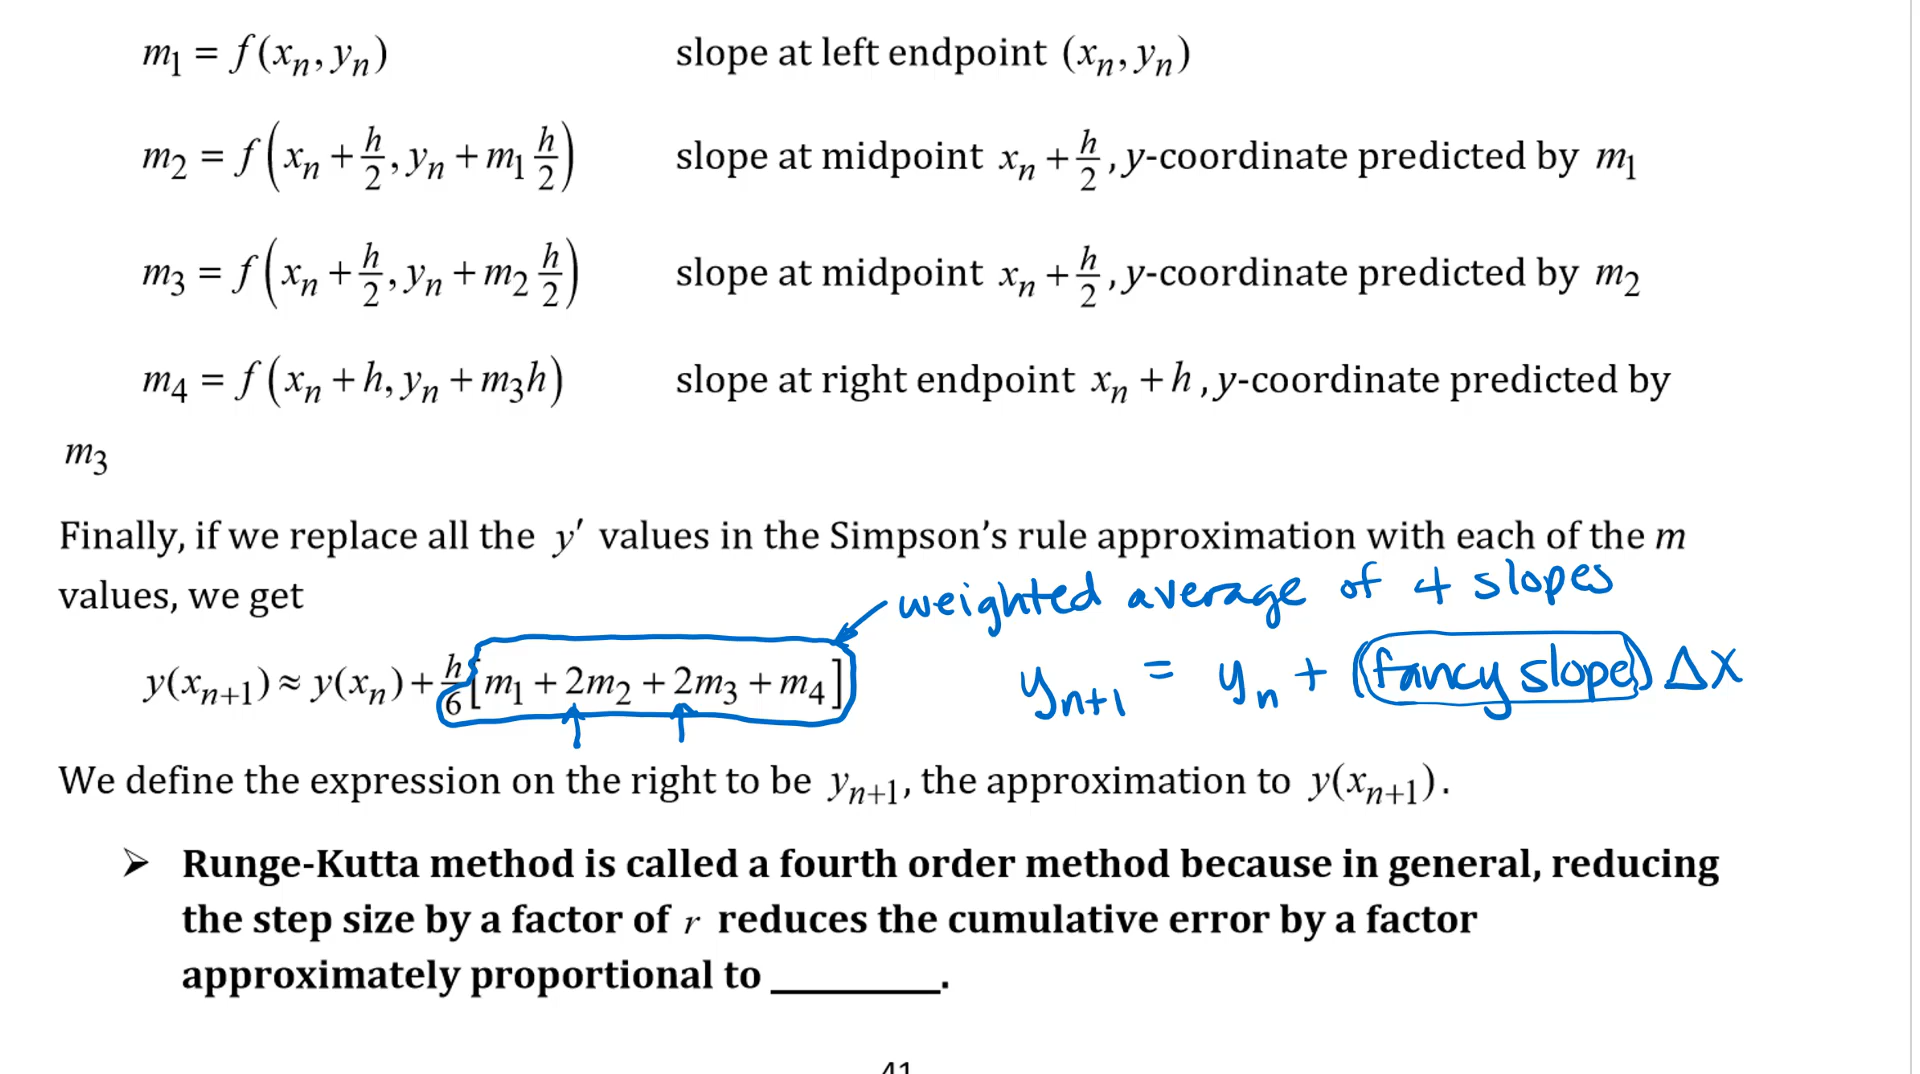 m₁ = f(xₙ, yₙ) slope at left endpoint (xₙ, yₙ)
m₂ = f(xₙ + h/2, yₙ + m₁ h/2) slope at midpoint xₙ + h/2, y-coordinate predicted by m₁
m₃ = f(xₙ + h/2, yₙ + m₂ h/2) slope at midpoint xₙ + h/2, y-coordinate predicted by m₂
m₄ = f(xₙ + h, yₙ + m₃h) slope at right endpoint xₙ + h, y-coordinate predicted by
m₃
Finally, if we replace all the y′ values in the Simpson’s rule approximation with each of the m
values, we get
weighted average of 4 slopes
y(xₙ₊₁) ≈ y(xₙ) + h/6 [m₁ + 2m₂ + 2m₃ + m₄]
yₙ₊₁ = yₙ + (fancy slope) Δx
We define the expression on the right to be yₙ₊₁, the approximation to y(xₙ₊₁).
➢ Runge-Kutta method is called a fourth order method because in general, reducing
the step size by a factor of r reduces the cumulative error by a factor
approximately proportional to ________.
41